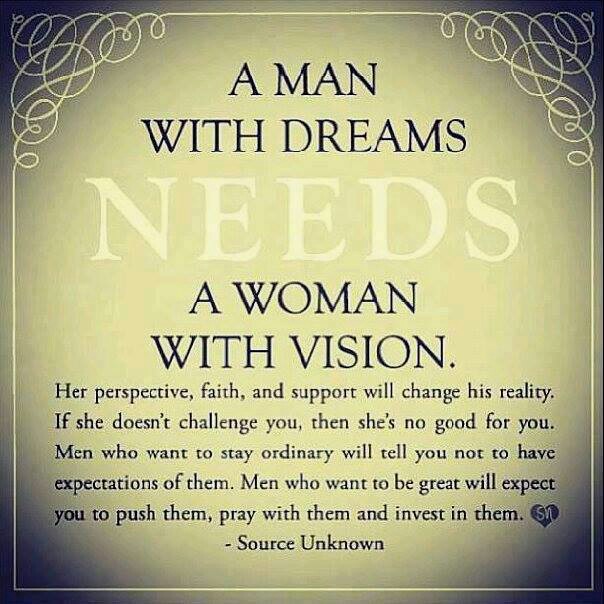 A MAN
WITH DREAMS
NEEDS
A WOMAN
WITH VISION.
Her perspective, faith, and support will change his reality.
If she doesn't challenge you, then she's no good for you.
Men who want to stay ordinary will tell you not to have
expectations of them. Men who want to be great will expect
you to push them, pray with them and invest in them.
- Source Unknown